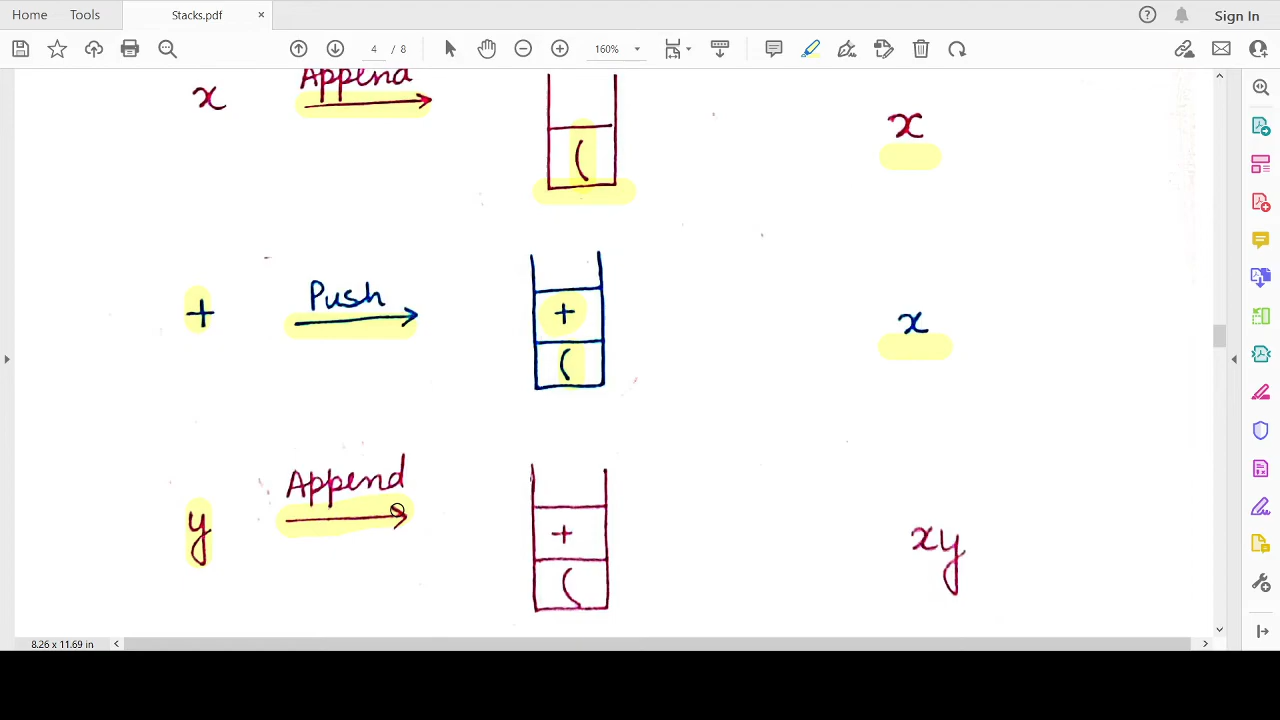 Home Tools Stacks.pdf × Sign In
4 / 8 160%
x Append ( x
+ Push + x
(
y Append + xy
(
8.26 x 11.69 in